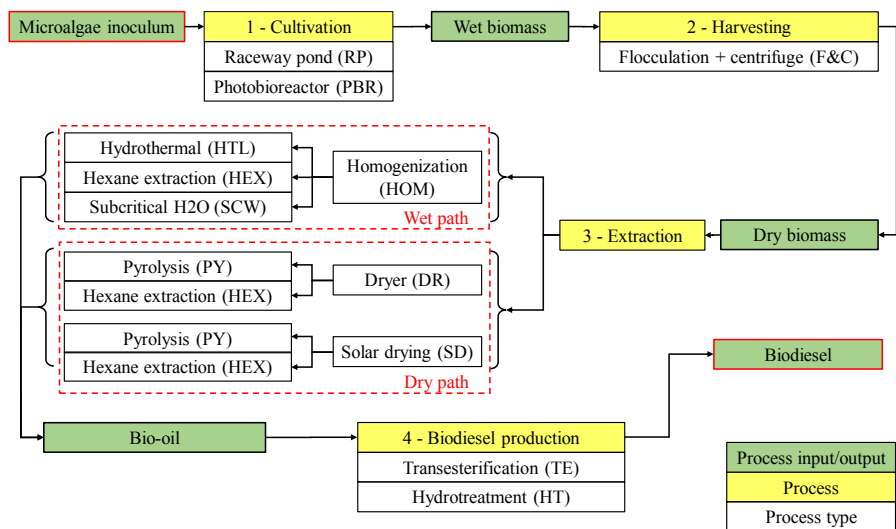 Microalgae inoculum
1 - Cultivation
Raceway pond (RP)
Photobioreactor (PBR)
Wet biomass
2 - Harvesting
Flocculation + centrifuge (F&C)
Hydrothermal (HTL)
Hexane extraction (HEX)
Subcritical H2O (SCW)
Homogenization
(HOM)
Wet path
3 - Extraction
Dry biomass
Pyrolysis (PY)
Hexane extraction (HEX)
Dryer (DR)
Pyrolysis (PY)
Hexane extraction (HEX)
Solar drying (SD)
Dry path
Biodiesel
Bio-oil
4 - Biodiesel production
Transesterification (TE)
Hydrotreatment (HT)
Process input/output
Process
Process type